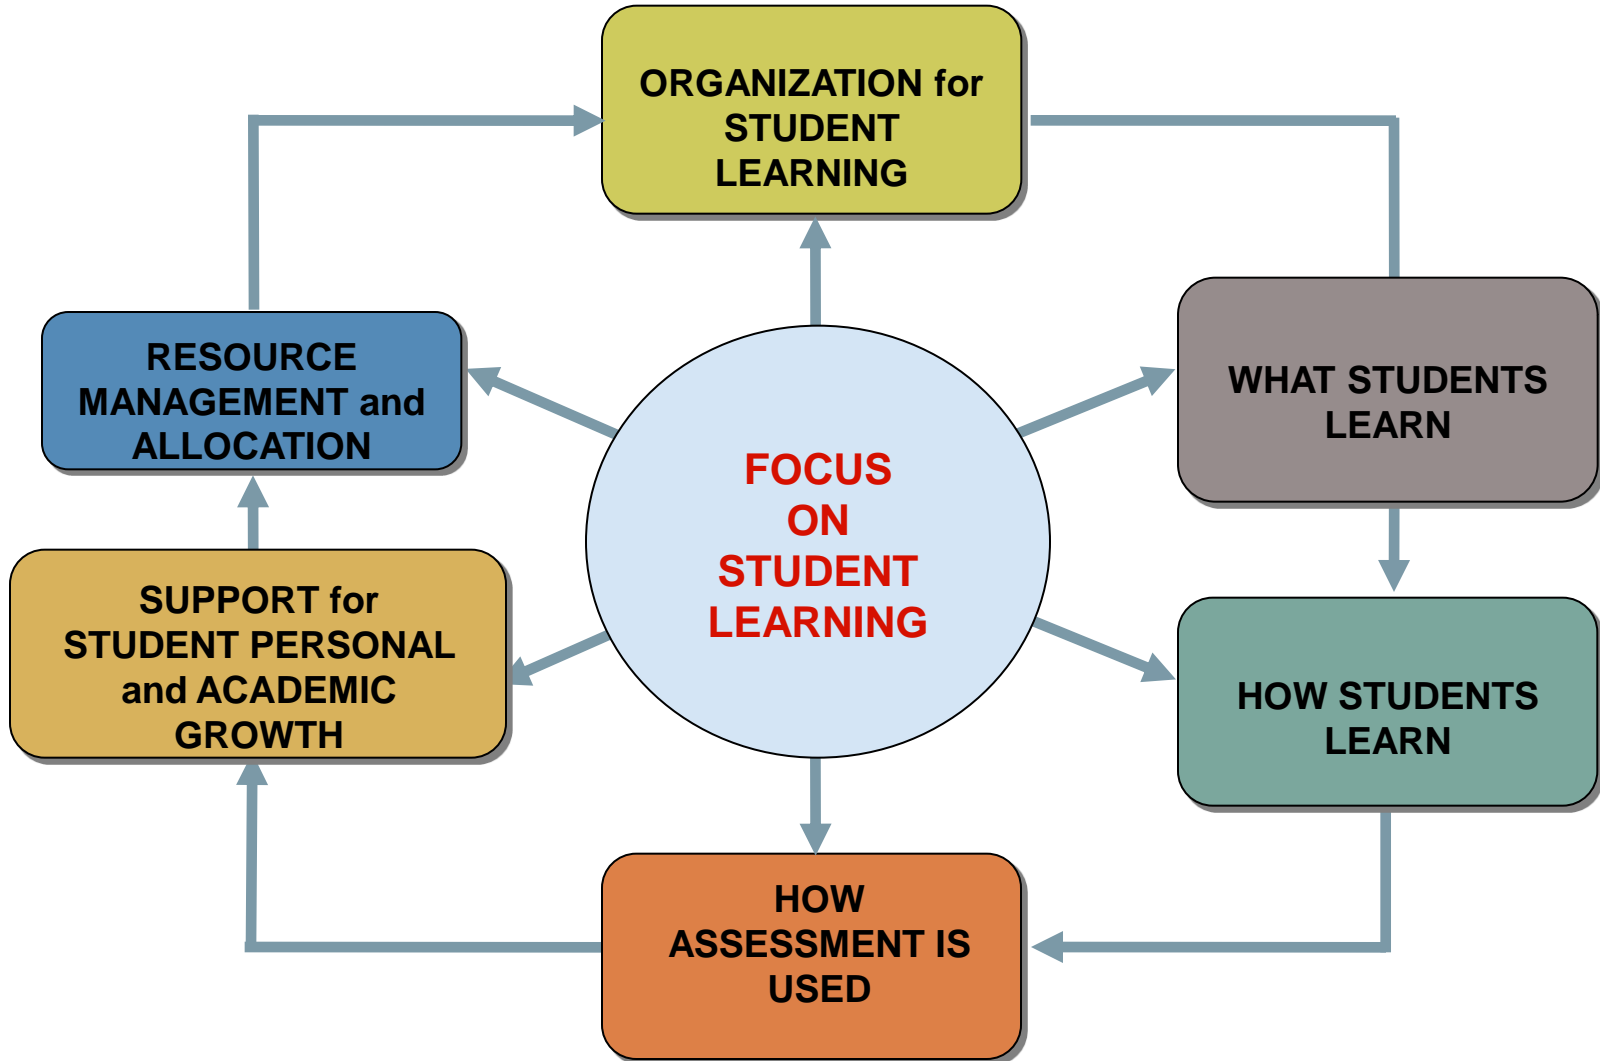 ORGANIZATION for
STUDENT
LEARNING
RESOURCE
MANAGEMENT and
ALLOCATION
WHAT STUDENTS
LEARN
FOCUS
ON
STUDENT
LEARNING
SUPPORT for
STUDENT PERSONAL
and ACADEMIC
GROWTH
HOW STUDENTS
LEARN
HOW
ASSESSMENT IS
USED